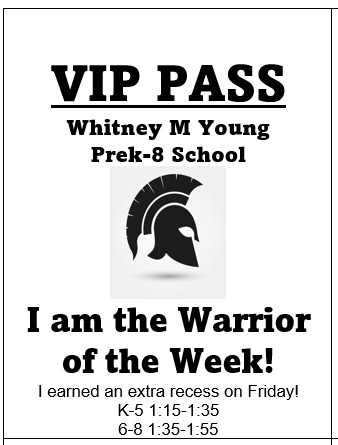 VIP PASS
Whitney M Young
Prek-8 School
I am the Warrior
of the Week!
I earned an extra recess on Friday!
K-5 1:15-1:35
6-8 1:35-1:55